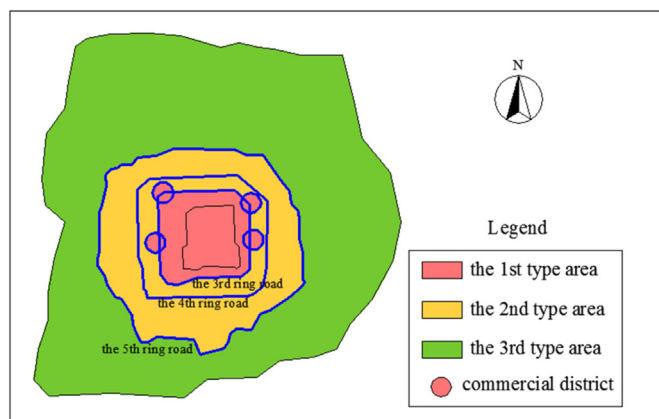 N
Legend
the 1st type area
the 2nd type area
the 3rd type area
commercial district
the 3rd ring road
the 4th ring road
the 5th ring road